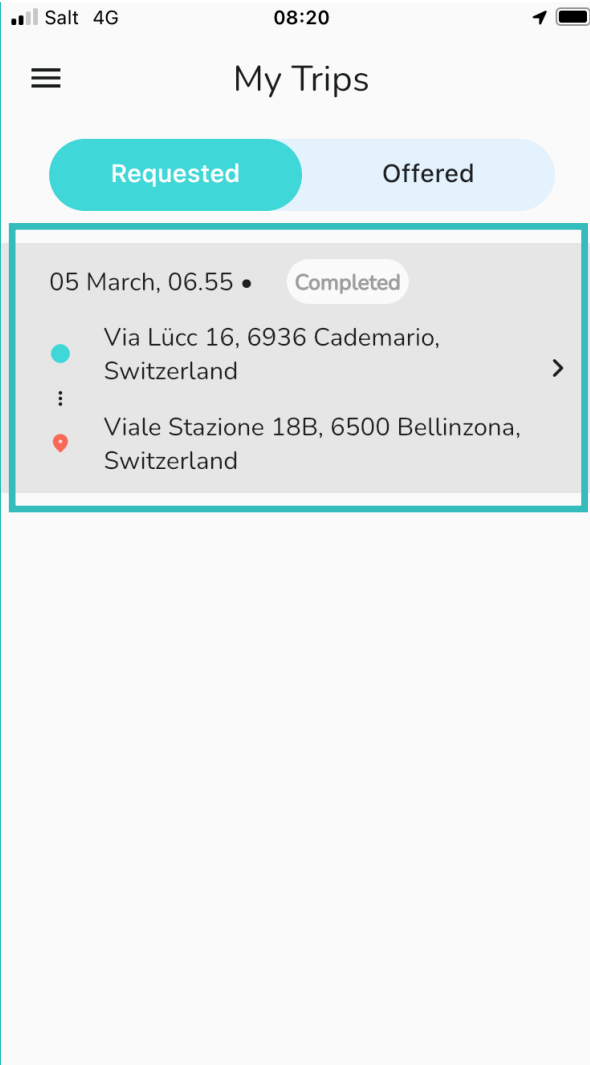 Salt 4G 08:20
My Trips
Requested Offered
05 March, 06.55 • Completed
Via Lücc 16, 6936 Cademario,
Switzerland
Viale Stazione 18B, 6500 Bellinzona,
Switzerland